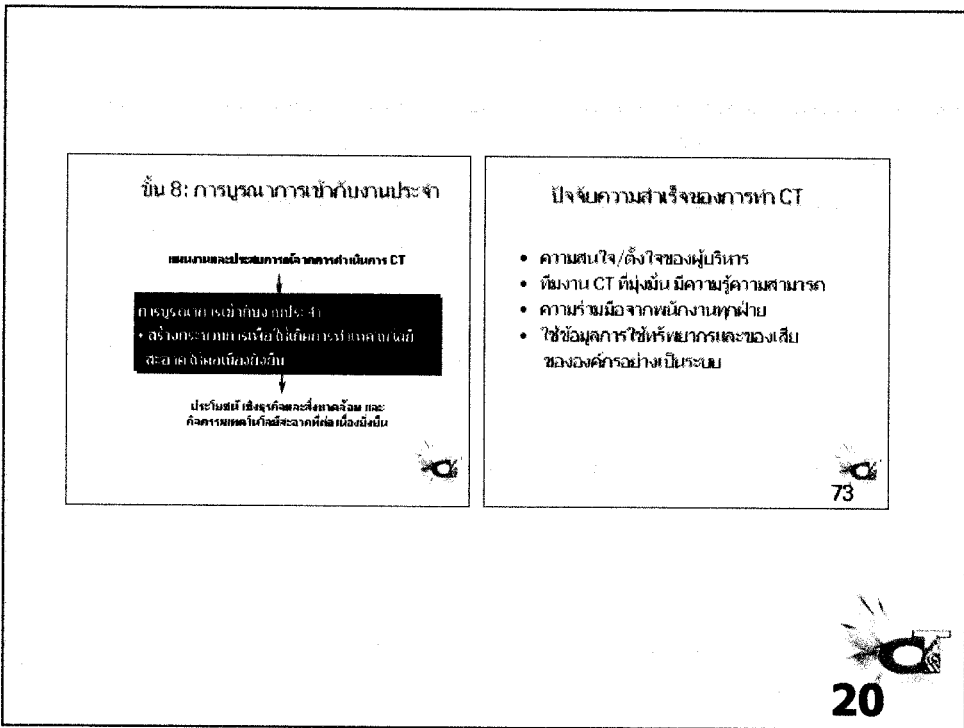 ขั้น 8: การบูรณาการเข้ากับงานประจำ
แผนงานและประสบการณ์จากการดำเนินการ CT
การบูรณาการเข้ากับงานประจำ
• สร้างกระบวนการเพื่อให้เกิดการทำเทคโนโลยี
สะอาดให้ต่อเนื่องยั่งยืน
ประโยชน์เชิงธุรกิจและสิ่งแวดล้อม และ
กิจกรรมเทคโนโลยีสะอาดที่ต่อเนื่องยั่งยืน
ปัจจัยความสำเร็จของการทำ CT
• ความสนใจ/ตั้งใจของผู้บริหาร
• ทีมงาน CT ที่มุ่งมั่น มีความรู้ความสามารถ
• ความร่วมมือจากพนักงานทุกฝ่าย
• ใช้ข้อมูลการใช้ทรัพยากรและของเสีย
ขององค์กรอย่างเป็นระบบ
73
CT
20